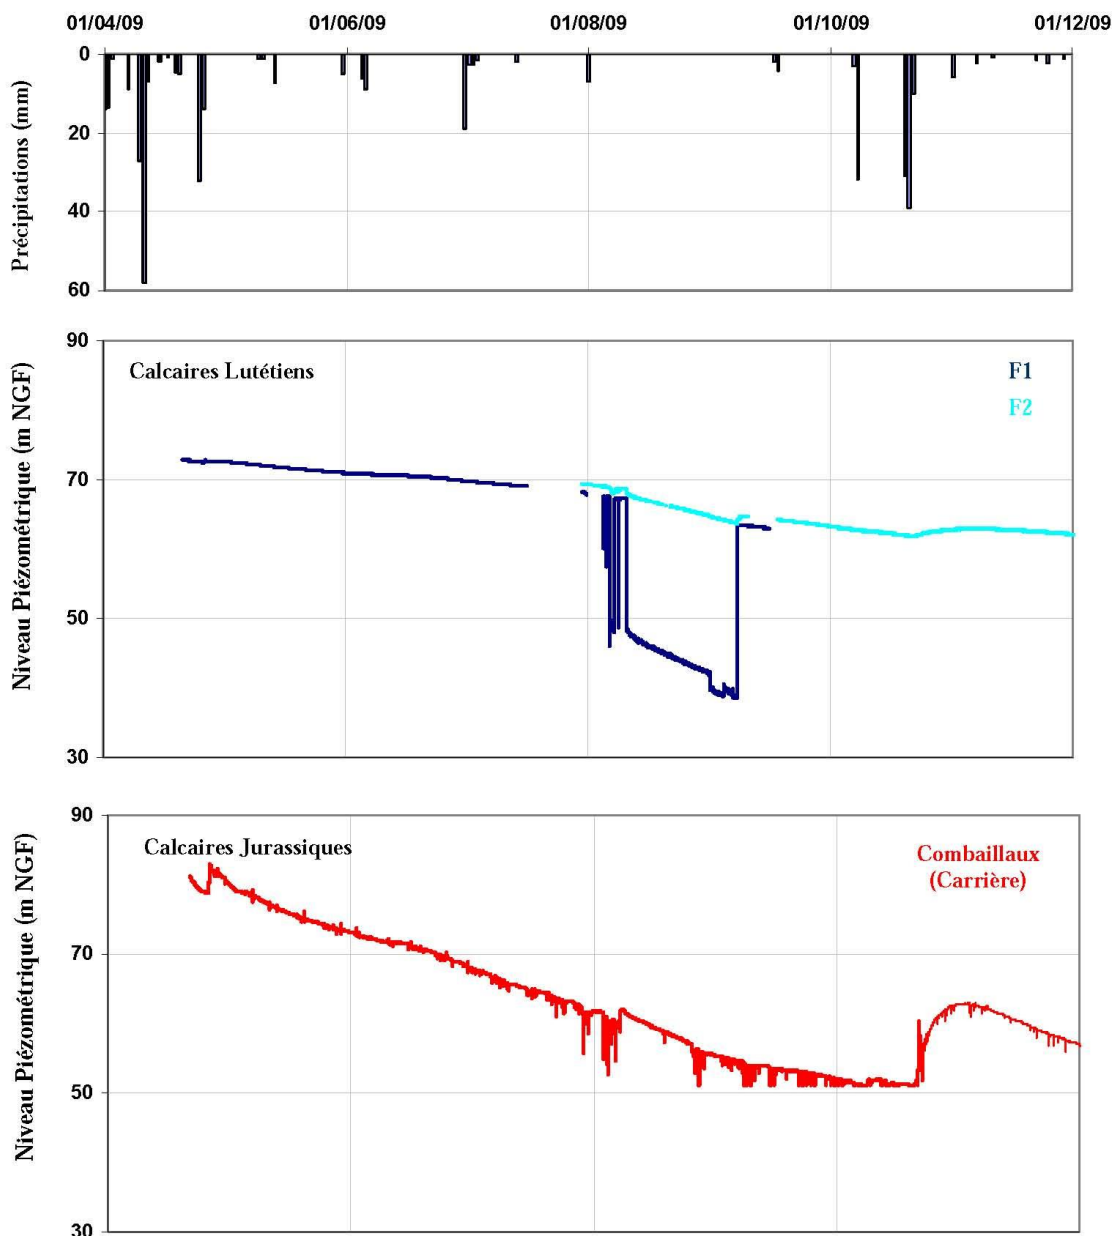 01/04/09 01/06/09 01/08/09 01/10/09 01/12/09
0
20
40
60
Précipitations (mm)
90
70
50
30
Niveau Piézométrique (m NGF)
Calcaires Lutétiens
F1
F2
90
70
50
30
Niveau Piézométrique (m NGF)
Calcaires Jurassiques
Combaillaux
(Carrière)